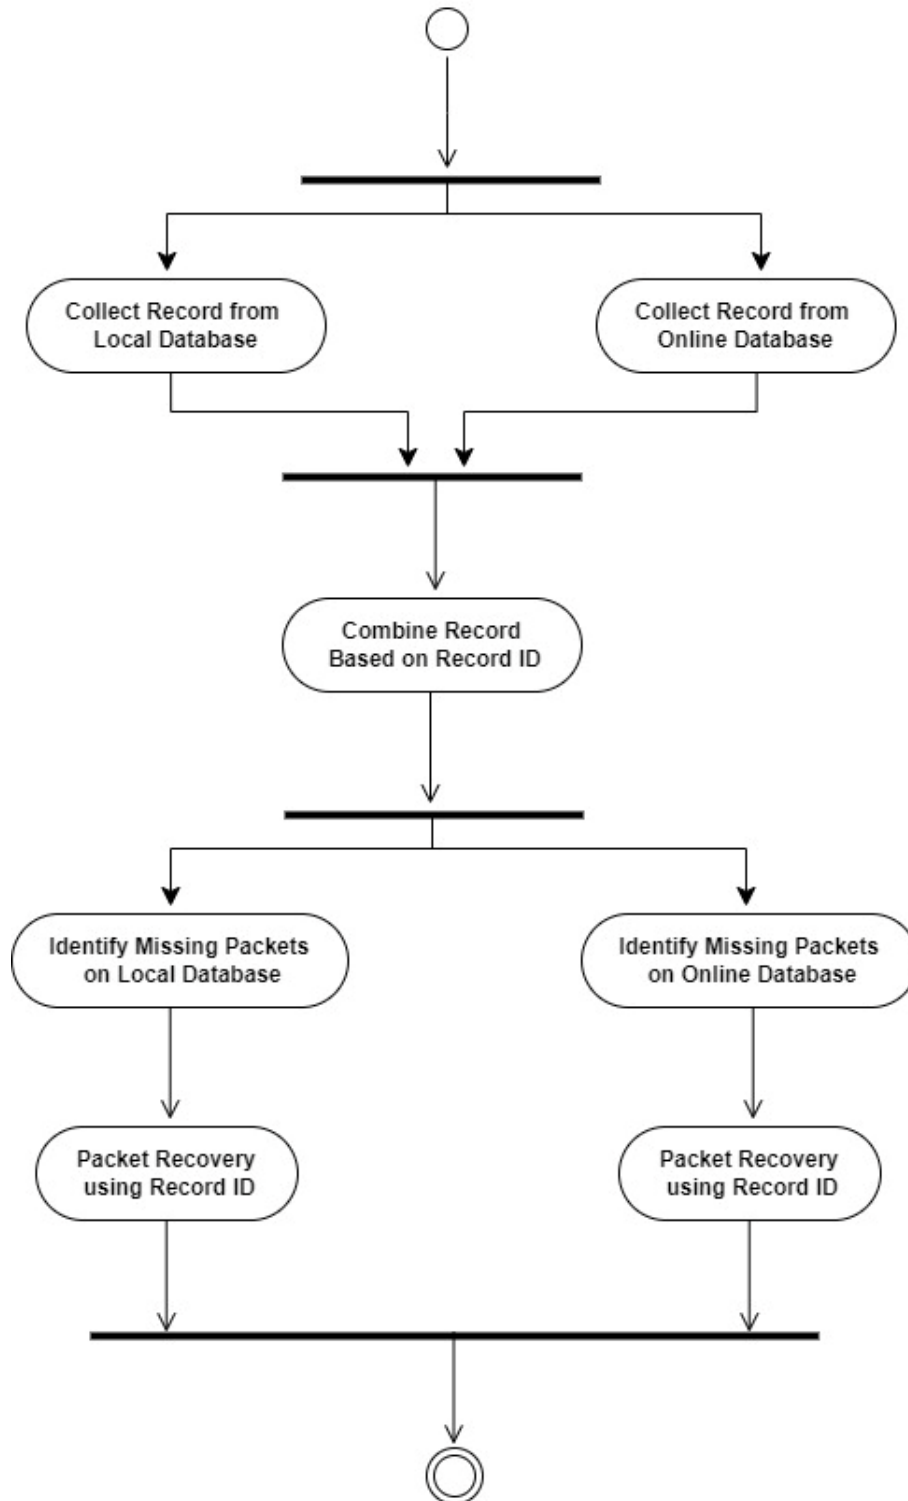 Collect Record from
Local Database
Collect Record from
Online Database
Combine Record
Based on Record ID
Identify Missing Packets
on Local Database
Identify Missing Packets
on Online Database
Packet Recovery
using Record ID
Packet Recovery
using Record ID